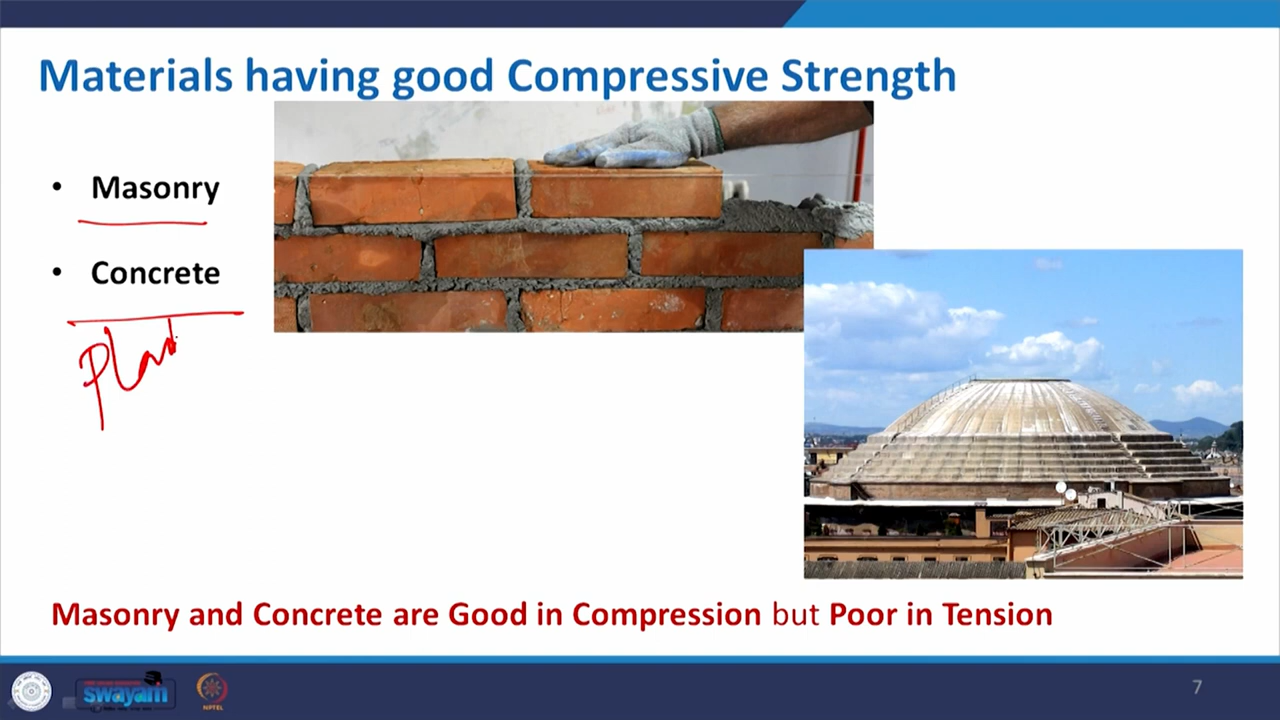 Materials having good Compressive Strength
• Masonry
• Concrete
Masonry and Concrete are Good in Compression but Poor in Tension
swayam
NPTEL
7